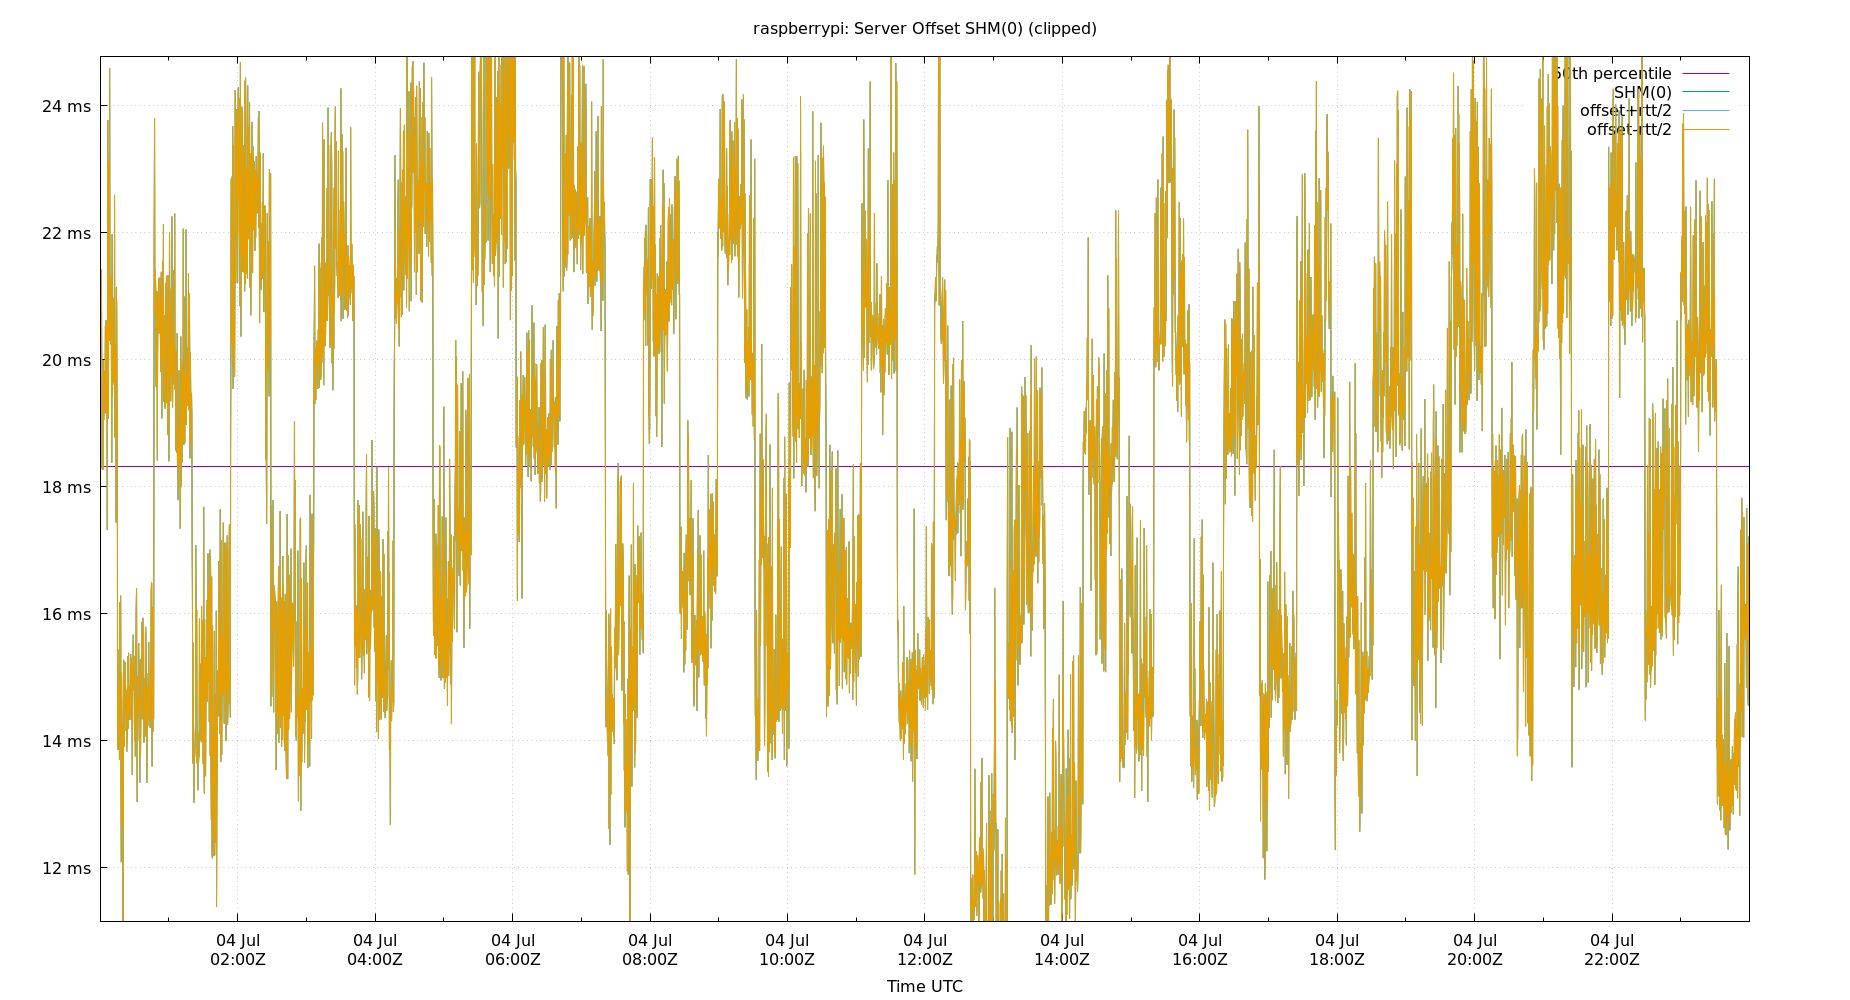 raspberrypi: Server Offset SHM(0) (clipped)
50th percentile
SHM(0)
offset+rtt/2
offset-rtt/2
24 ms
22 ms
20 ms
18 ms
16 ms
14 ms
12 ms
04 Jul 04 Jul 04 Jul 04 Jul 04 Jul 04 Jul 04 Jul 04 Jul 04 Jul 04 Jul 04 Jul
02:00Z 04:00Z 06:00Z 08:00Z 10:00Z 12:00Z 14:00Z 16:00Z 18:00Z 20:00Z 22:00Z
Time UTC